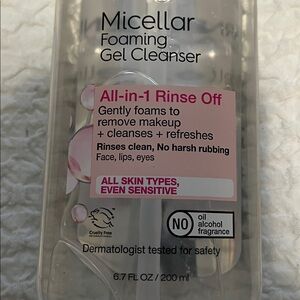 Micellar
Foaming
Gel Cleanser
All-in-1 Rinse Off
Gently foams to
remove makeup
+ cleanses + refreshes
Rinses clean, No harsh rubbing
Face, lips, eyes
ALL SKIN TYPES,
EVEN SENSITIVE
Cruelty Free
NO
oil
alcohol
fragrance
Dermatologist tested for safety
6.7 FL OZ / 200 ml